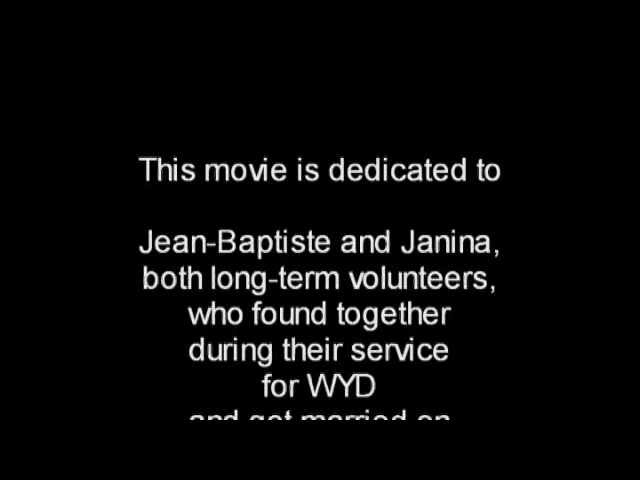 This movie is dedicated to
Jean-Baptiste and Janina,
both long-term volunteers,
who found together
during their service
for WYD
and got married on